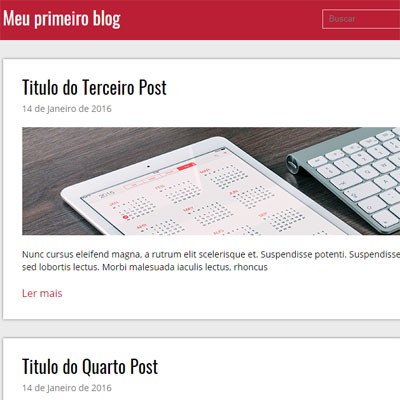 Meu primeiro blog
Buscar
Titulo do Terceiro Post
14 de Janeiro de 2016
2015
Nunc cursus eleifend magna, a rutrum elit scelerisque et. Suspendisse potenti. Suspendisse
sed lobortis lectus. Morbi malesuada iaculis lectus, rhoncus
Ler mais
Titulo do Quarto Post
14 de Janeiro de 2016